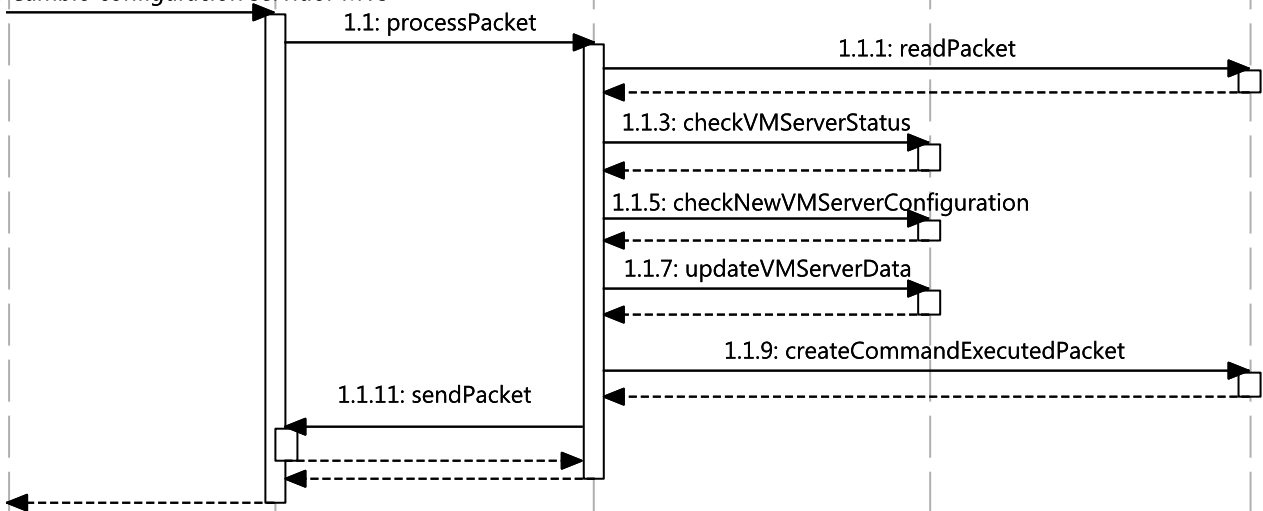 1.1: processPacket
1.1.1: readPacket
1.1.3: checkVMServerStatus
1.1.5: checkNewVMServerConfiguration
1.1.7: updateVMServerData
1.1.9: createCommandExecutedPacket
1.1.11: sendPacket